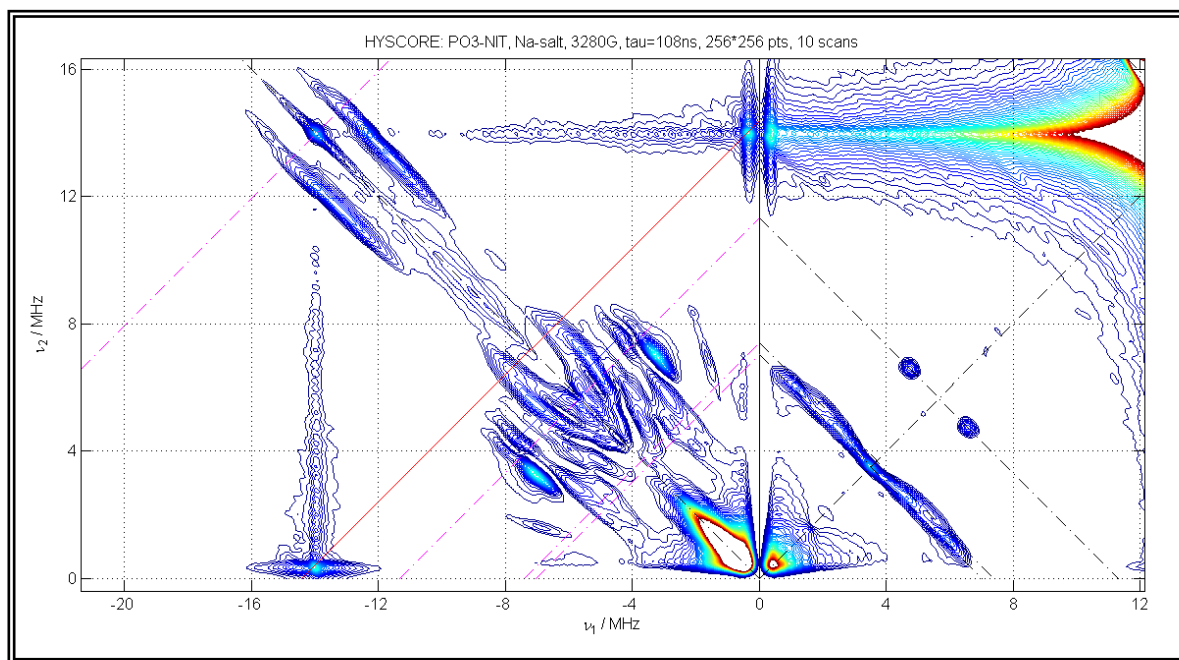 HYSCORE: PO3-NIT, Na-salt, 3280G, tau=108ns, 256*256 pts, 10 scans
16
12
8
4
0
ν₂ / MHz
-20 -16 -12 -8 -4 0 4 8 12
ν₁ / MHz